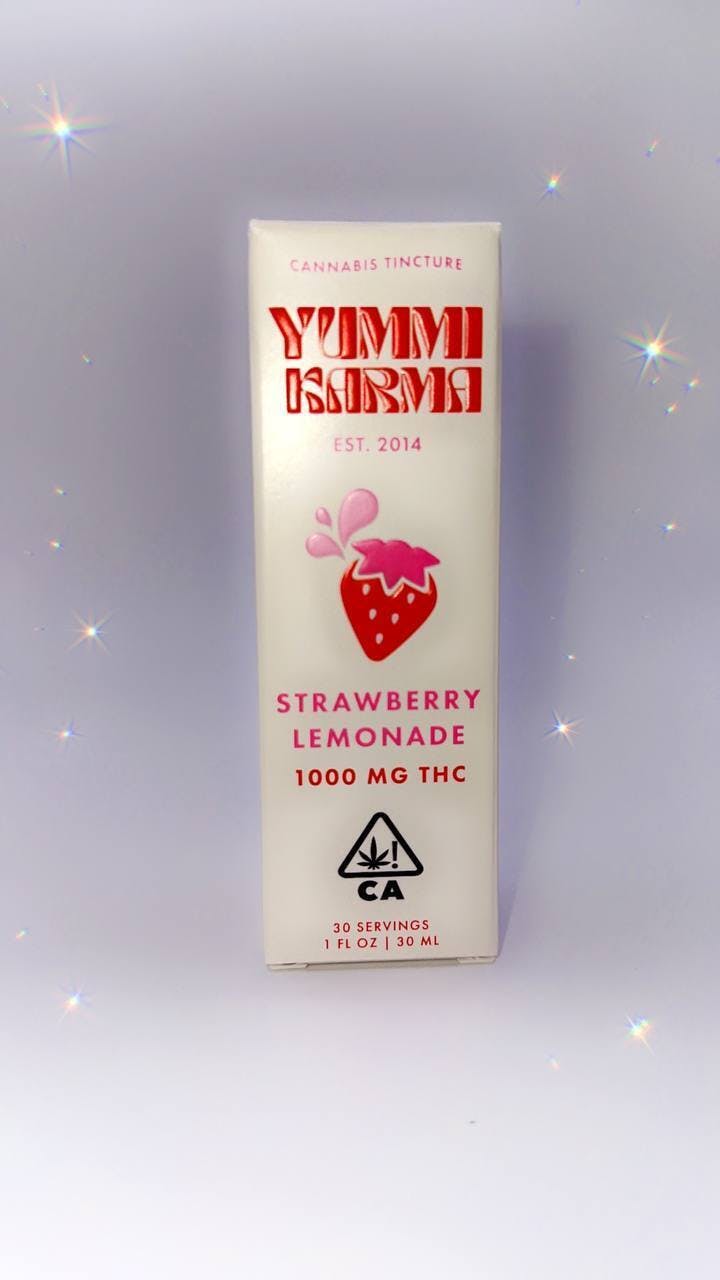 CANNABIS TINCTURE
YUMMI
KARMA
EST. 2014
STRAWBERRY
LEMONADE
1000 MG THC
!
CA
30 SERVINGS
1 FL OZ | 30 ML